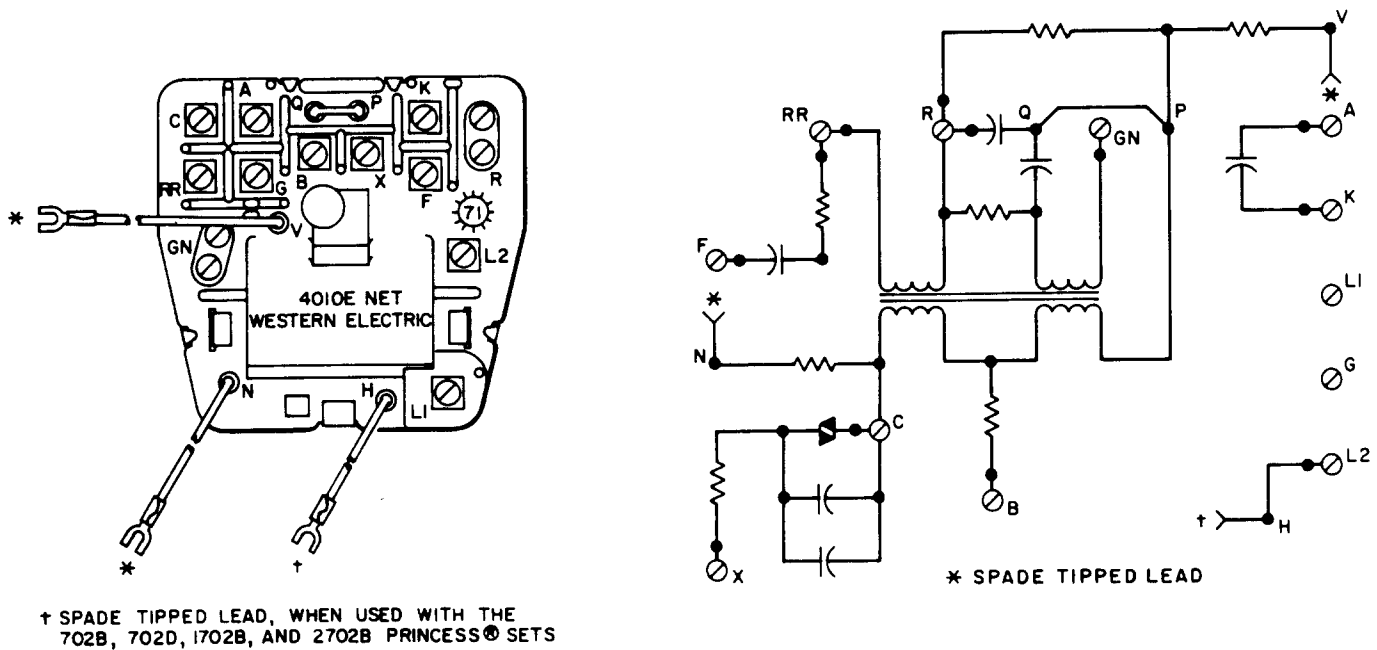 A
K
C
Q
P
RR
G
B
X
F
R
* V
71
GN
L2
4010E NET
WESTERN ELECTRIC
N
H
L1
*
†
† SPADE TIPPED LEAD, WHEN USED WITH THE
702B, 702D, 1702B, AND 2702B PRINCESS® SETS
V
*
RR
R
Q
GN
P
A
K
F
*
N
L1
G
C
B
L2
† H
X
* SPADE TIPPED LEAD